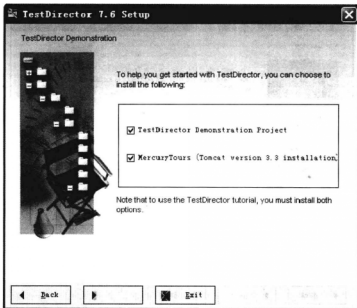 TestDirector 7.6 Setup
TestDirector Demonstration
To help you get started with TestDirector, you can choose to
install the following:
TestDirector Demonstration Project
MercuryTours (Tomcat version 3.3 installation
Note that to use the TestDirector tutorial, you must install both
options.
Back
Exit